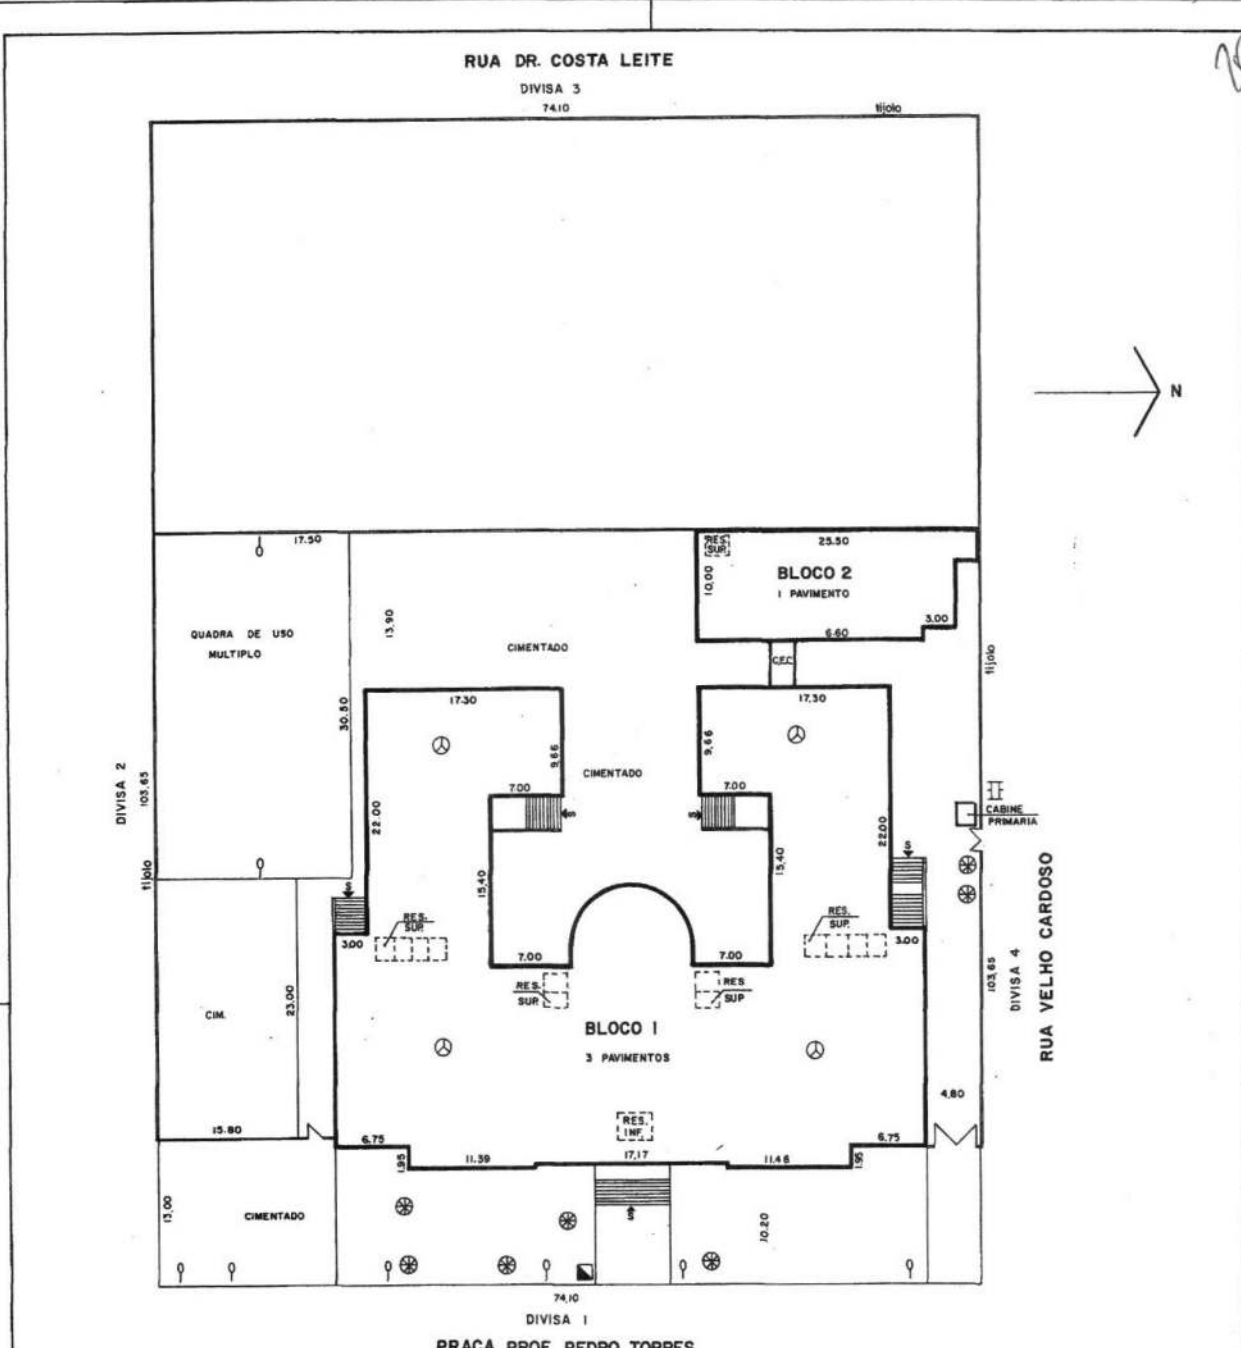 RUA DR. COSTA LEITE
DIVISA 3
74.10
tijolo
N
17.50
RES.
SUP.
25.50
BLOCO 2
1 PAVIMENTO
10,00
3.00
6.60
13.90
QUADRA DE USO
MULTIPLO
CIMENTADO
C.F.C.
tijolo
17.30
17.30
30.50
9.66
9.66
CIMENTADO
7.00
7.00
S
S
DIVISA 2
103,65
22.00
22.00
CABINE
PRIMARIA
S
tijolo
S
15.40
15.40
RES.
SUP.
RES.
SUP.
3.00
3.00
7.00
7.00
RES.
SUP.
RES
SUP
103,65
DIVISA 4
RUA VELHO CARDOSO
CIM.
23.00
BLOCO 1
3 PAVIMENTOS
4.80
RES.
INF.
15.80
6.75
6.75
1.95
11.39
17,17
11.48
1.95
13,00
CIMENTADO
S
10.20
74,10
DIVISA 1
PRAÇA PROF. PEDRO TORRES